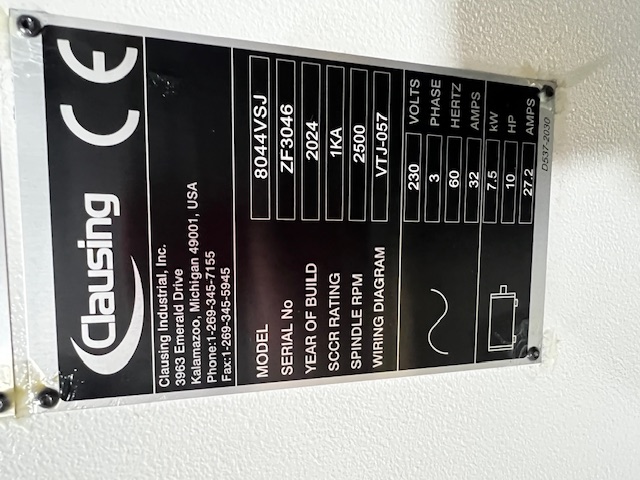 Clausing
CE
Clausing Industrial, Inc.
3963 Emerald Drive
Kalamazoo, Michigan 49001, USA
Phone:1-269-345-7155
Fax:1-269-345-5945
MODEL 8044VSJ
SERIAL No ZF3046
YEAR OF BUILD 2024
SCCR RATING 1KA
SPINDLE RPM 2500
WIRING DIAGRAM VTJ-057
230 VOLTS
3 PHASE
60 HERTZ
32 AMPS
7.5 kW
10 HP
27.2 AMPS
DS37-2030